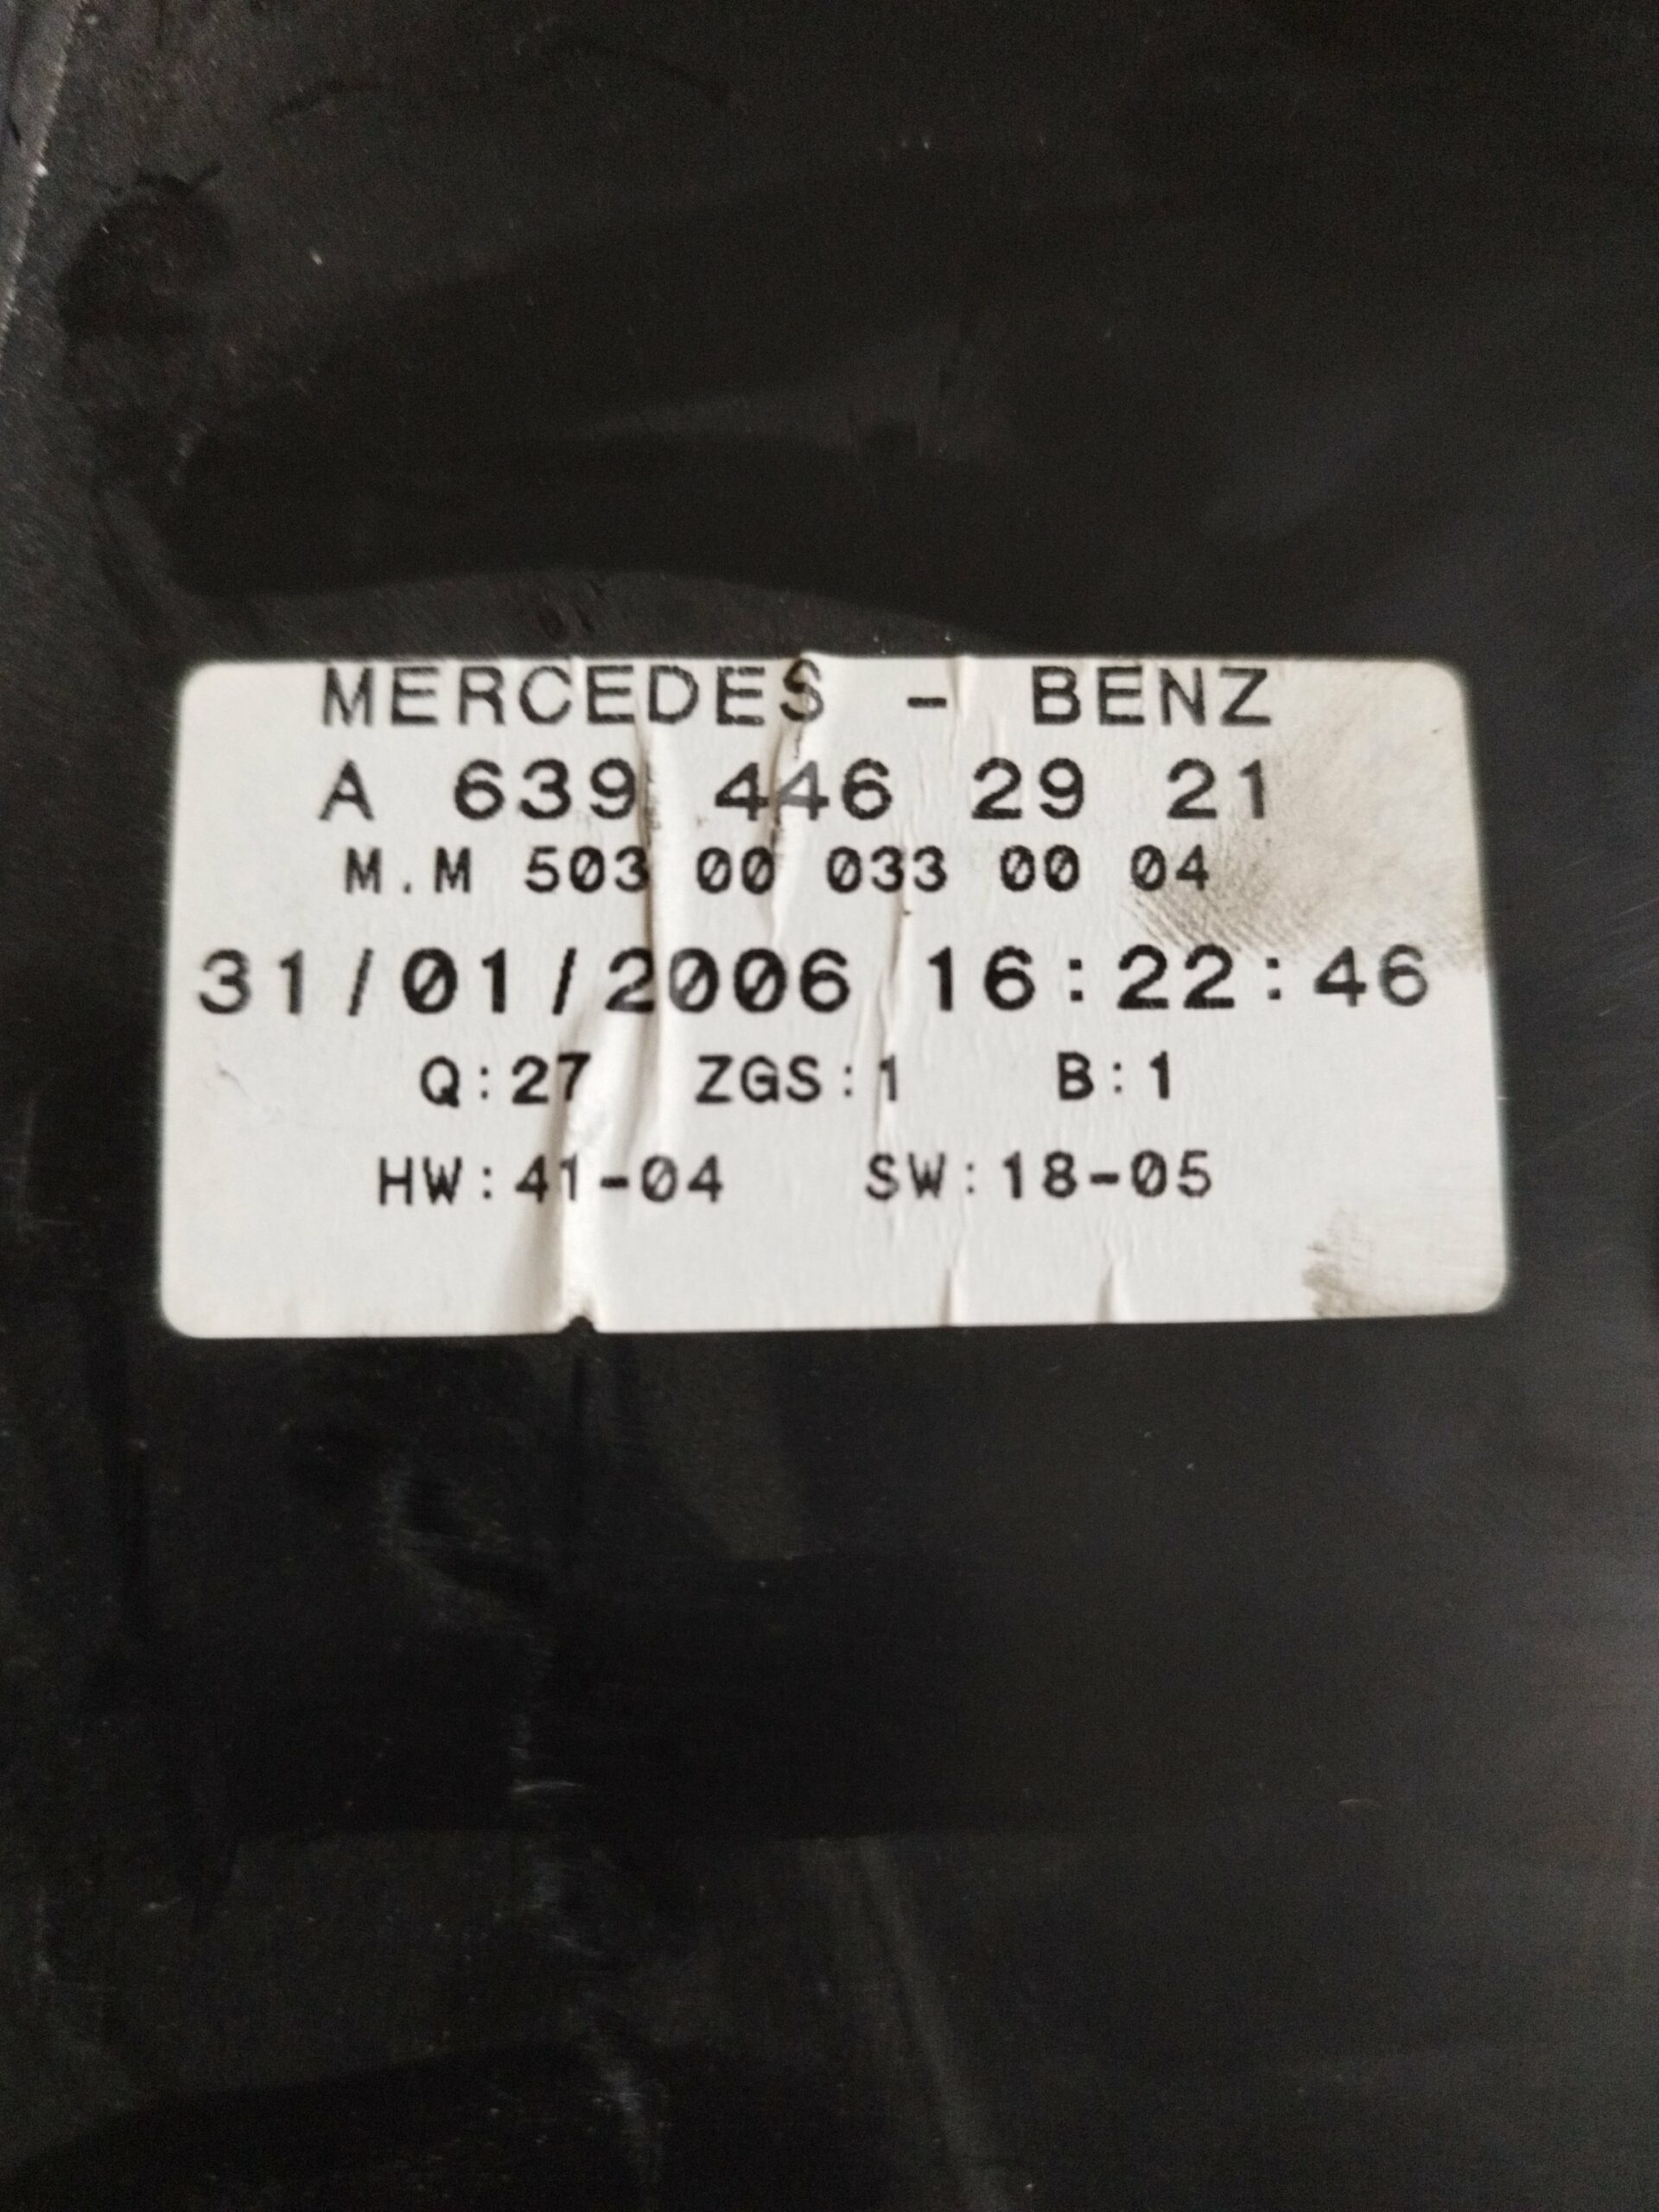 MERCEDES - BENZ
A 639 446 29 21
M.M 503 00 033 00 04
31/01/2006 16:22:46
Q:27 ZGS:1 B:1
HW:41-04 SW:18-05